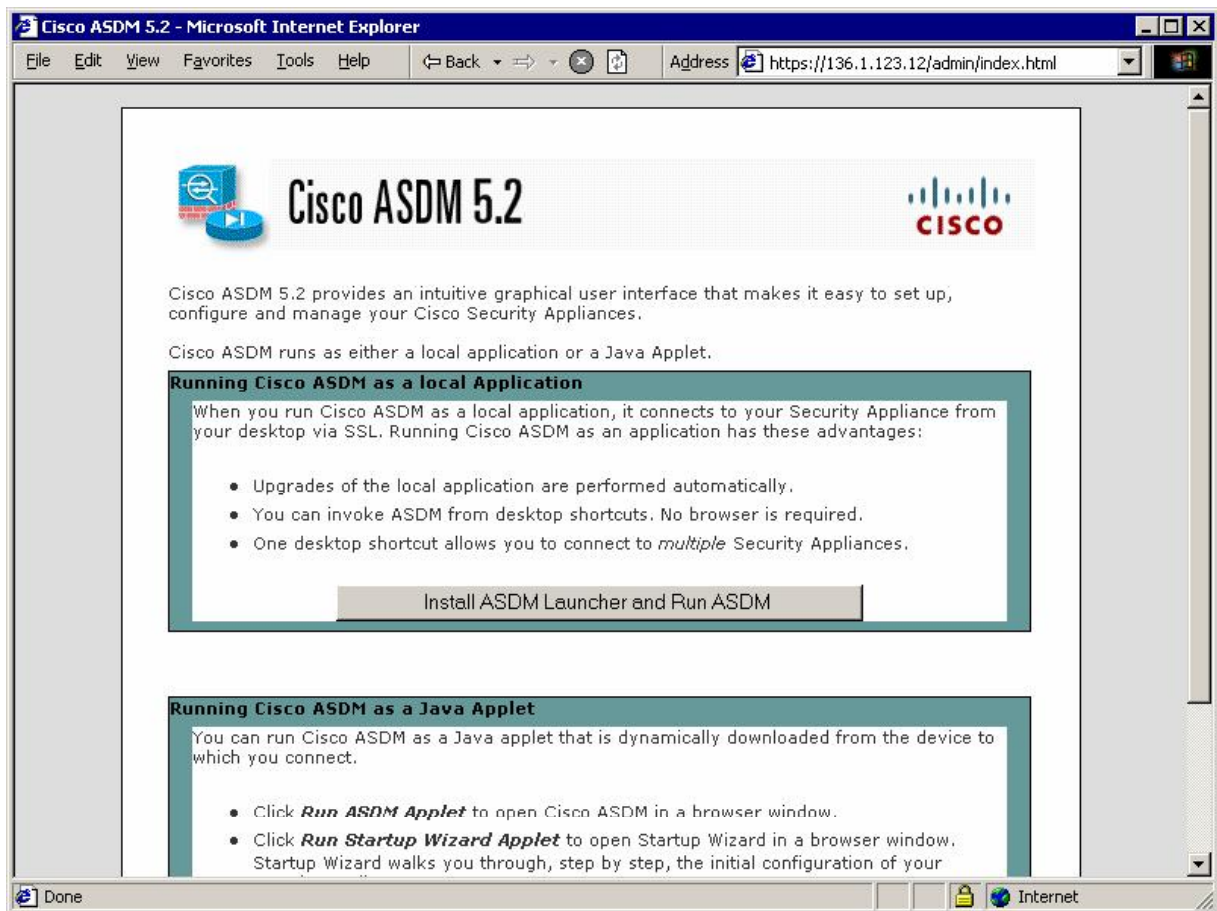 Cisco ASDM 5.2 - Microsoft Internet Explorer
File Edit View Favorites Tools Help Back Address https://136.1.123.12/admin/index.html
Cisco ASDM 5.2
CISCO
Cisco ASDM 5.2 provides an intuitive graphical user interface that makes it easy to set up,
configure and manage your Cisco Security Appliances.
Cisco ASDM runs as either a local application or a Java Applet.
Running Cisco ASDM as a local Application
When you run Cisco ASDM as a local application, it connects to your Security Appliance from
your desktop via SSL. Running Cisco ASDM as an application has these advantages:
• Upgrades of the local application are performed automatically.
• You can invoke ASDM from desktop shortcuts. No browser is required.
• One desktop shortcut allows you to connect to multiple Security Appliances.
Install ASDM Launcher and Run ASDM
Running Cisco ASDM as a Java Applet
You can run Cisco ASDM as a Java applet that is dynamically downloaded from the device to
which you connect.
• Click Run ASDM Applet to open Cisco ASDM in a browser window.
• Click Run Startup Wizard Applet to open Startup Wizard in a browser window.
Startup Wizard walks you through, step by step, the initial configuration of your
Done Internet